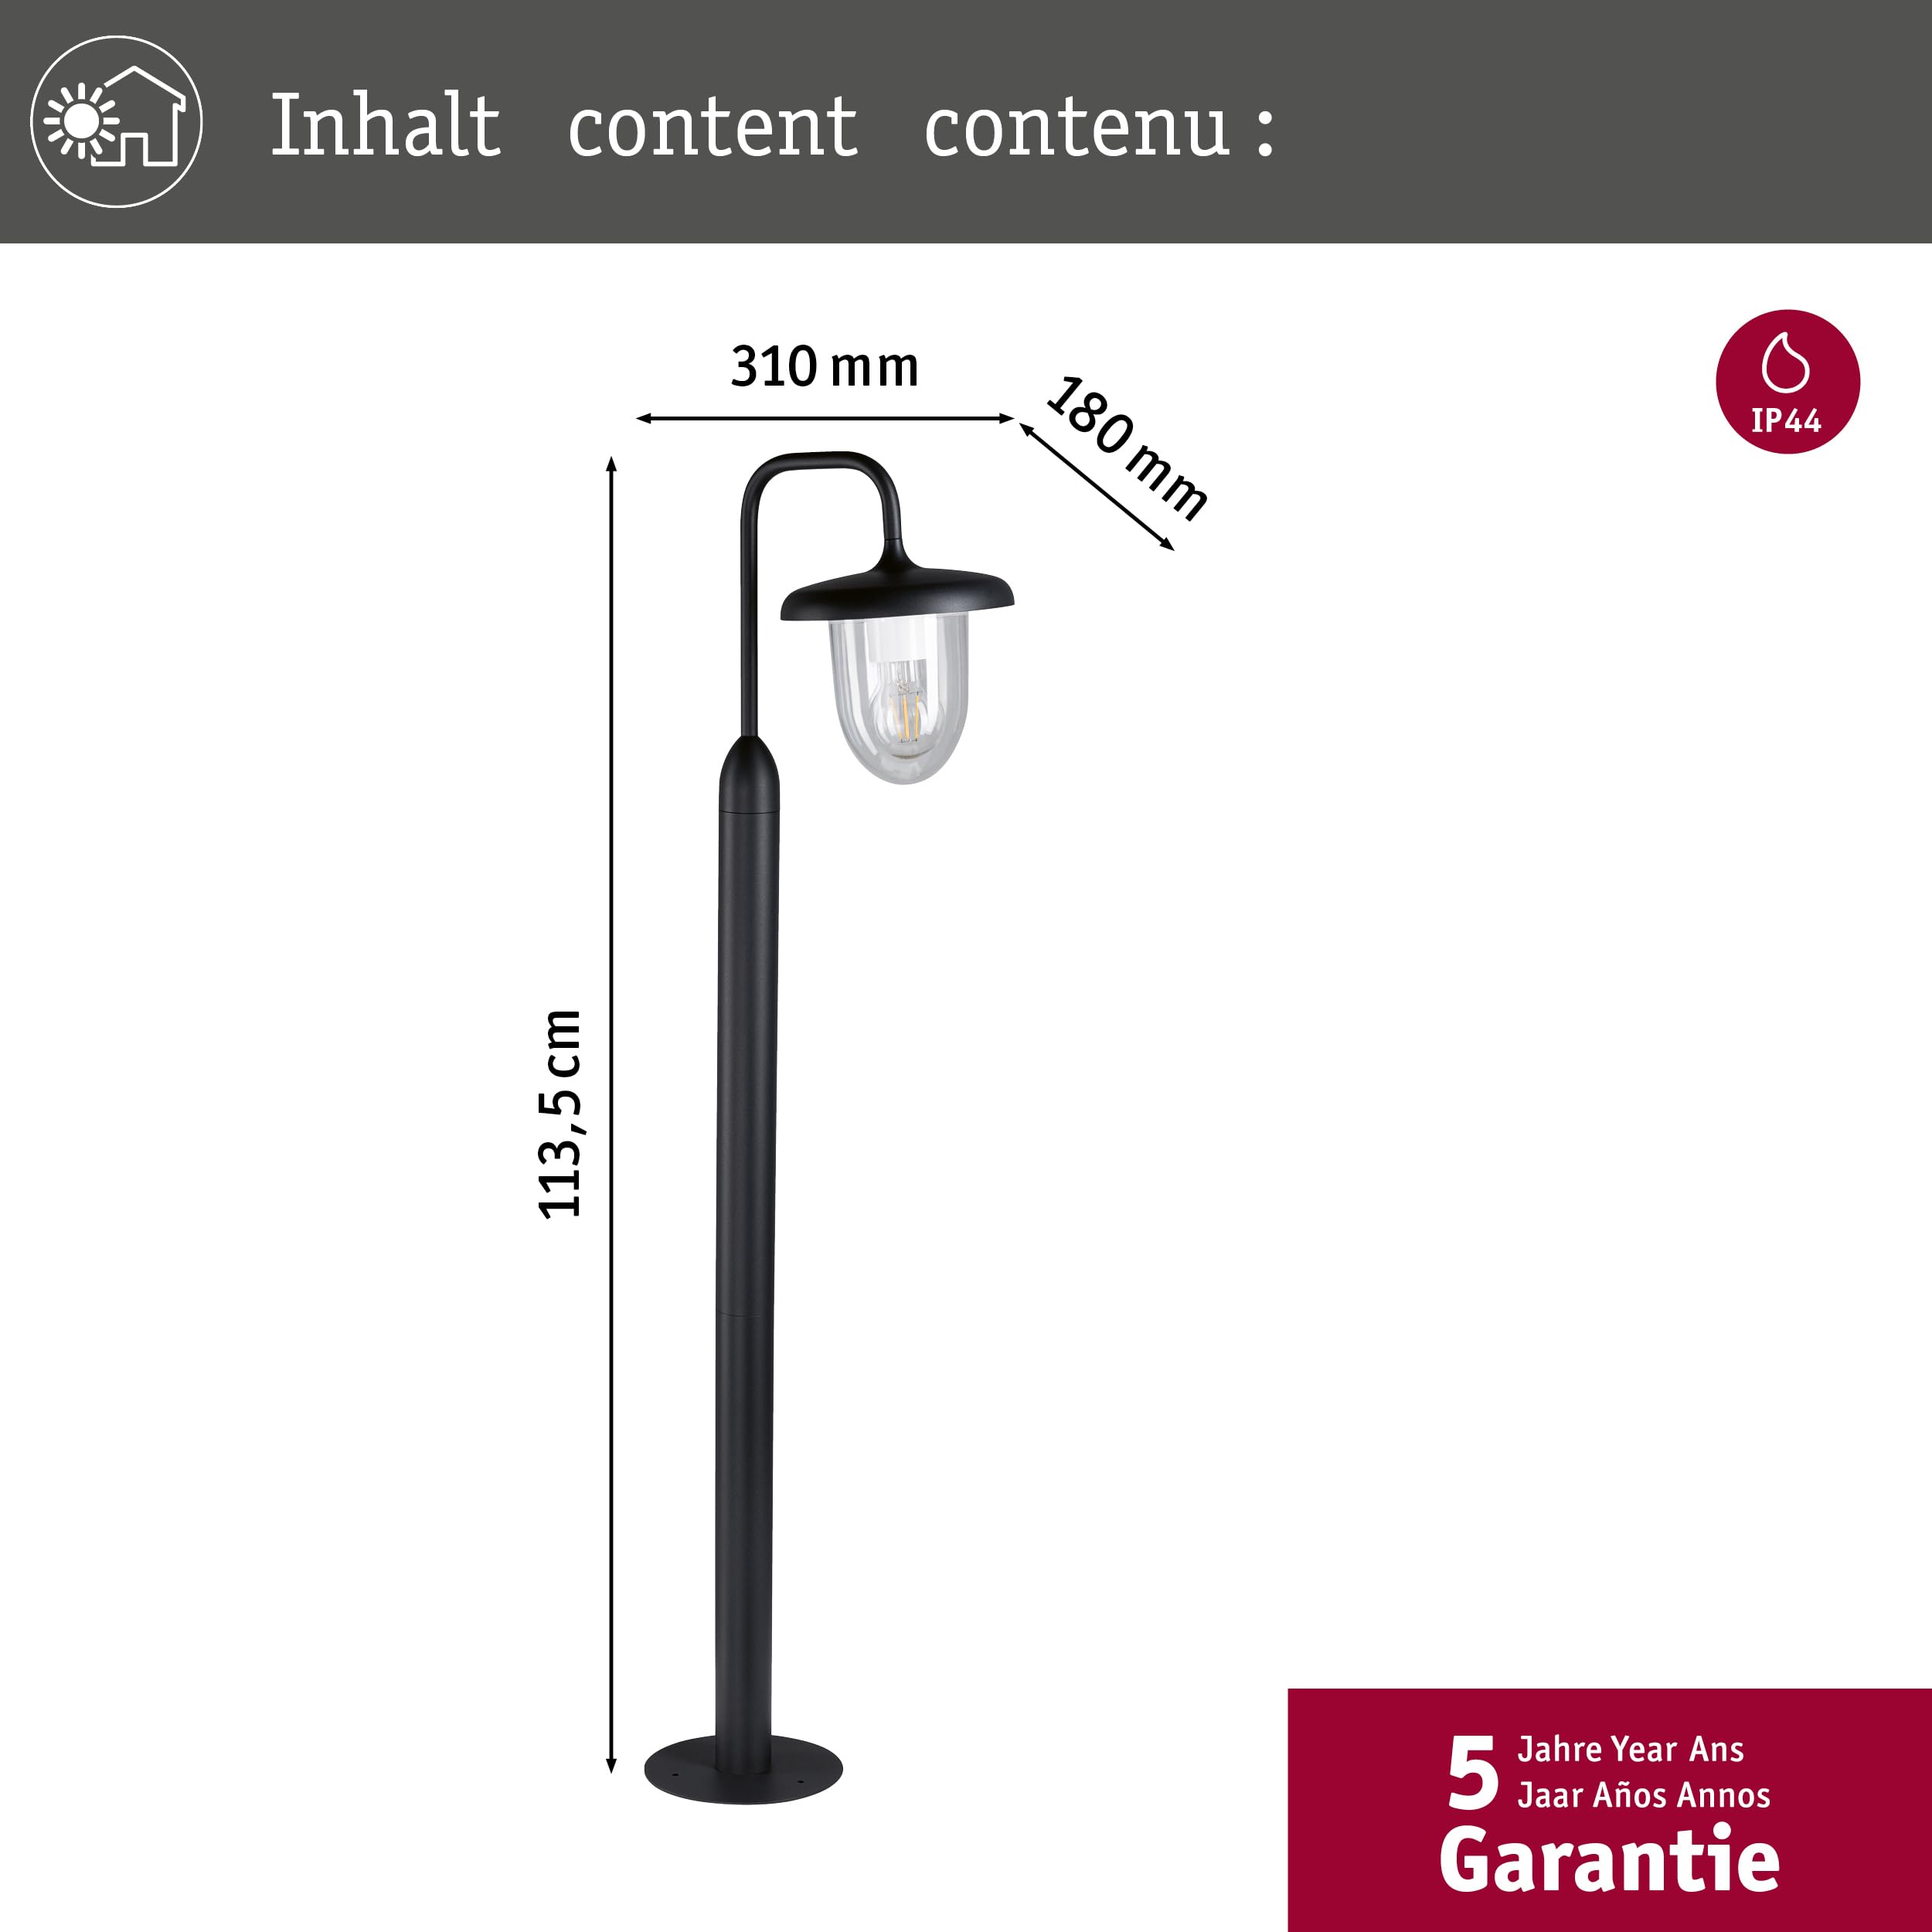 Inhalt content contenu :
310 mm
180 mm
IP44
113,5 cm
5 Jahre Year Ans
Jaar Años Annos
Garantie